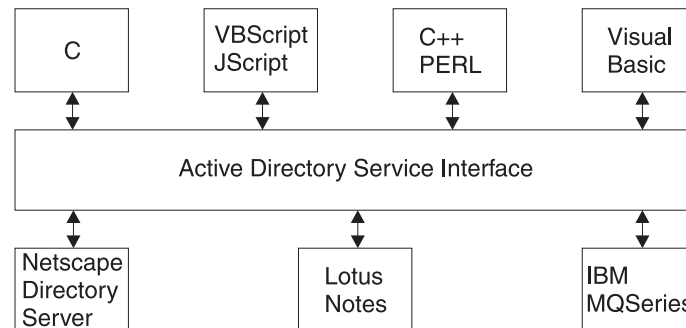 C
VBScript
JScript
C++
PERL
Visual
Basic
Active Directory Service Interface
Netscape
Directory
Server
Lotus
Notes
IBM
MQSeries